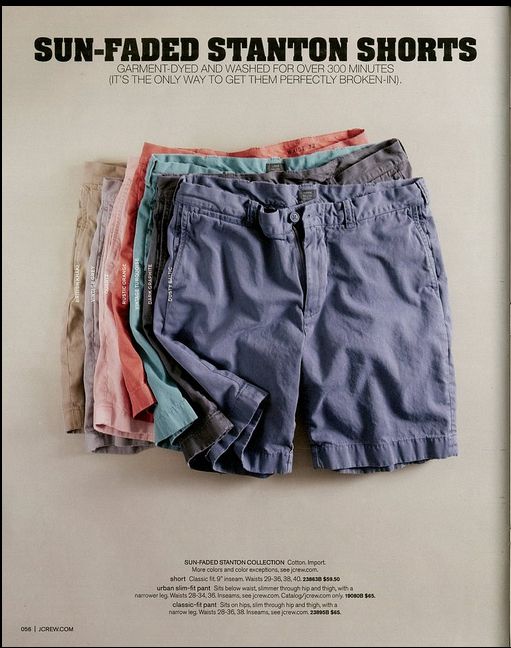 SUN-FADED STANTON SHORTS
GARMENT-DYED AND WASHED FOR OVER 300 MINUTES
(IT'S THE ONLY WAY TO GET THEM PERFECTLY BROKEN-IN).
RUSTIC ORANGE
VINTAGE TURQUOISE
DARK GRAPHITE
DUSTY BALTIC
SUN-FADED STANTON COLLECTION Cotton. Import.
More colors and color exceptions, see jcrew.com.
short Classic fit. 9" inseam. Waists 29-36, 38, 40. 23863B $59.50
urban slim-fit pant Sits below waist, slimmer through hip and thigh, with a
narrower leg. Waists 28-34, 36. Inseams, see jcrew.com. Catalog/jcrew.com only. 19080B $65.
classic-fit pant Sits on hips, slim through hip and thigh, with a
narrow leg. Waists 28-36, 38. Inseams, see jcrew.com. 23895B $65.
056 | JCREW.COM